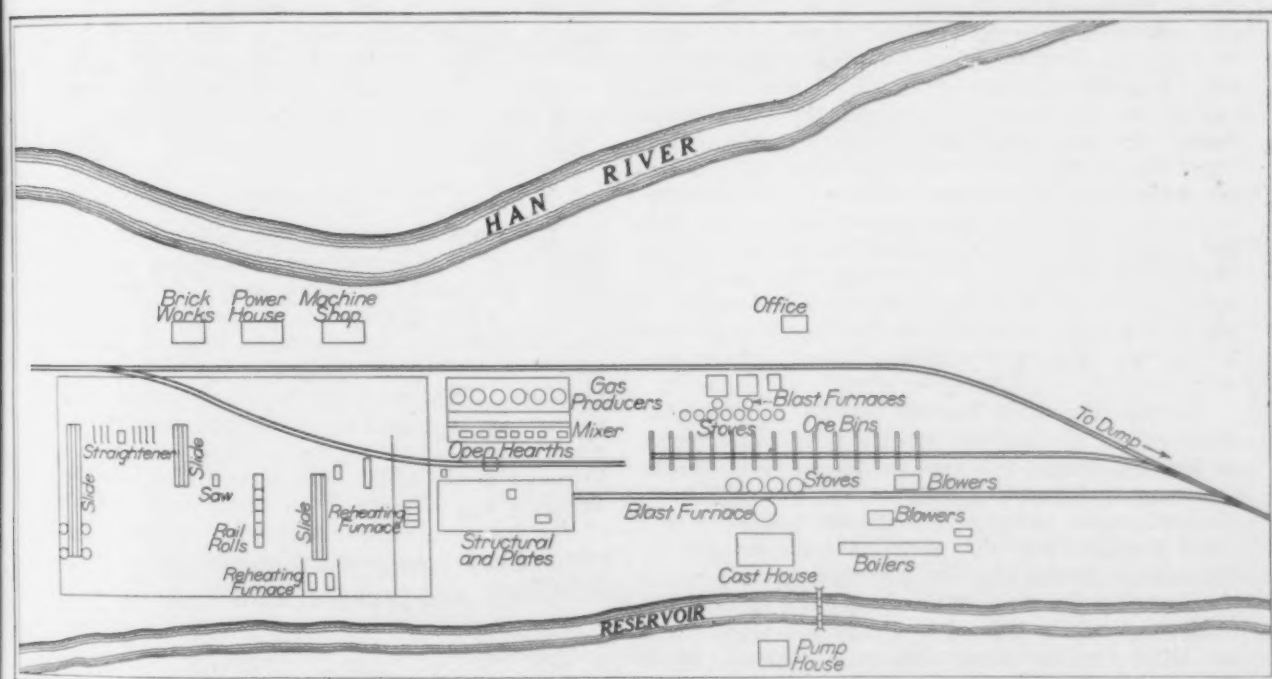 HAN RIVER
Brick
Works
Power
House
Machine
Shop
Office
Gas
Producers
Mixer
Open Hearths
Blast Furnaces
Stoves
Ore Bins
To Dump
Straightener
Slide
Slide
Saw
Rail
Rolls
Slide
Reheating
Furnace
Reheating
Furnace
Structural
and Plates
Stoves
Blowers
Blast Furnace
Blowers
Cast House
Boilers
RESERVOIR
Pump
House